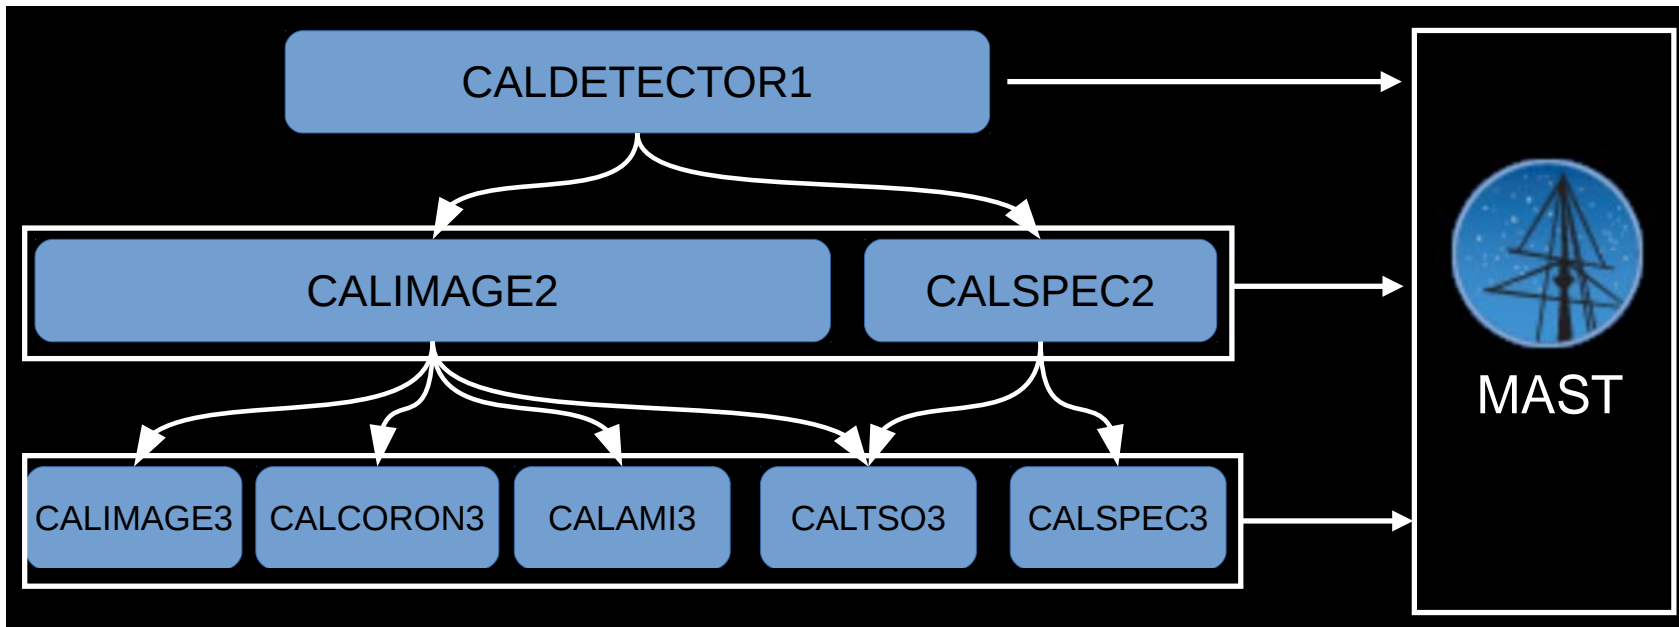 CALDETECTOR1
CALIMAGE2
CALSPEC2
MAST
CALIMAGE3
CALCORON3
CALAMI3
CALTSO3
CALSPEC3